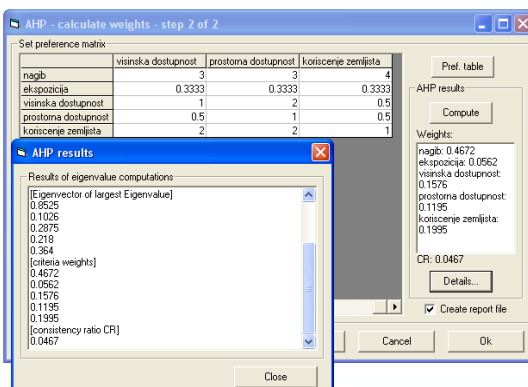 AHP - calculate weights - step 2 of 2
Set preference matrix
visinska dostupnost prostorna dostupnost koriscenje zemljista
nagib 3 3 4
ekspozicija 0.3333 0.3333 0.3333
visinska dostupnost 1 2 0.5
prostorna dostupnost 0.5 1 0.5
koriscenje zemljista 2 2 1
Pref. table
AHP results
Compute
Weights:
nagib: 0.4672
ekspozicija: 0.0562
visinska dostupnost:
0.1576
prostorna dostupnost:
0.1195
koriscenje zemljista:
0.1995
CR: 0.0467
Details...
Create report file
Cancel
Ok
AHP results
Results of eigenvalue computations
[Eigenvector of largest Eigenvalue]
0.8525
0.1026
0.2875
0.218
0.364
[criteria weights]
0.4672
0.0562
0.1576
0.1195
0.1995
[consistency ratio CR]
0.0467
Close